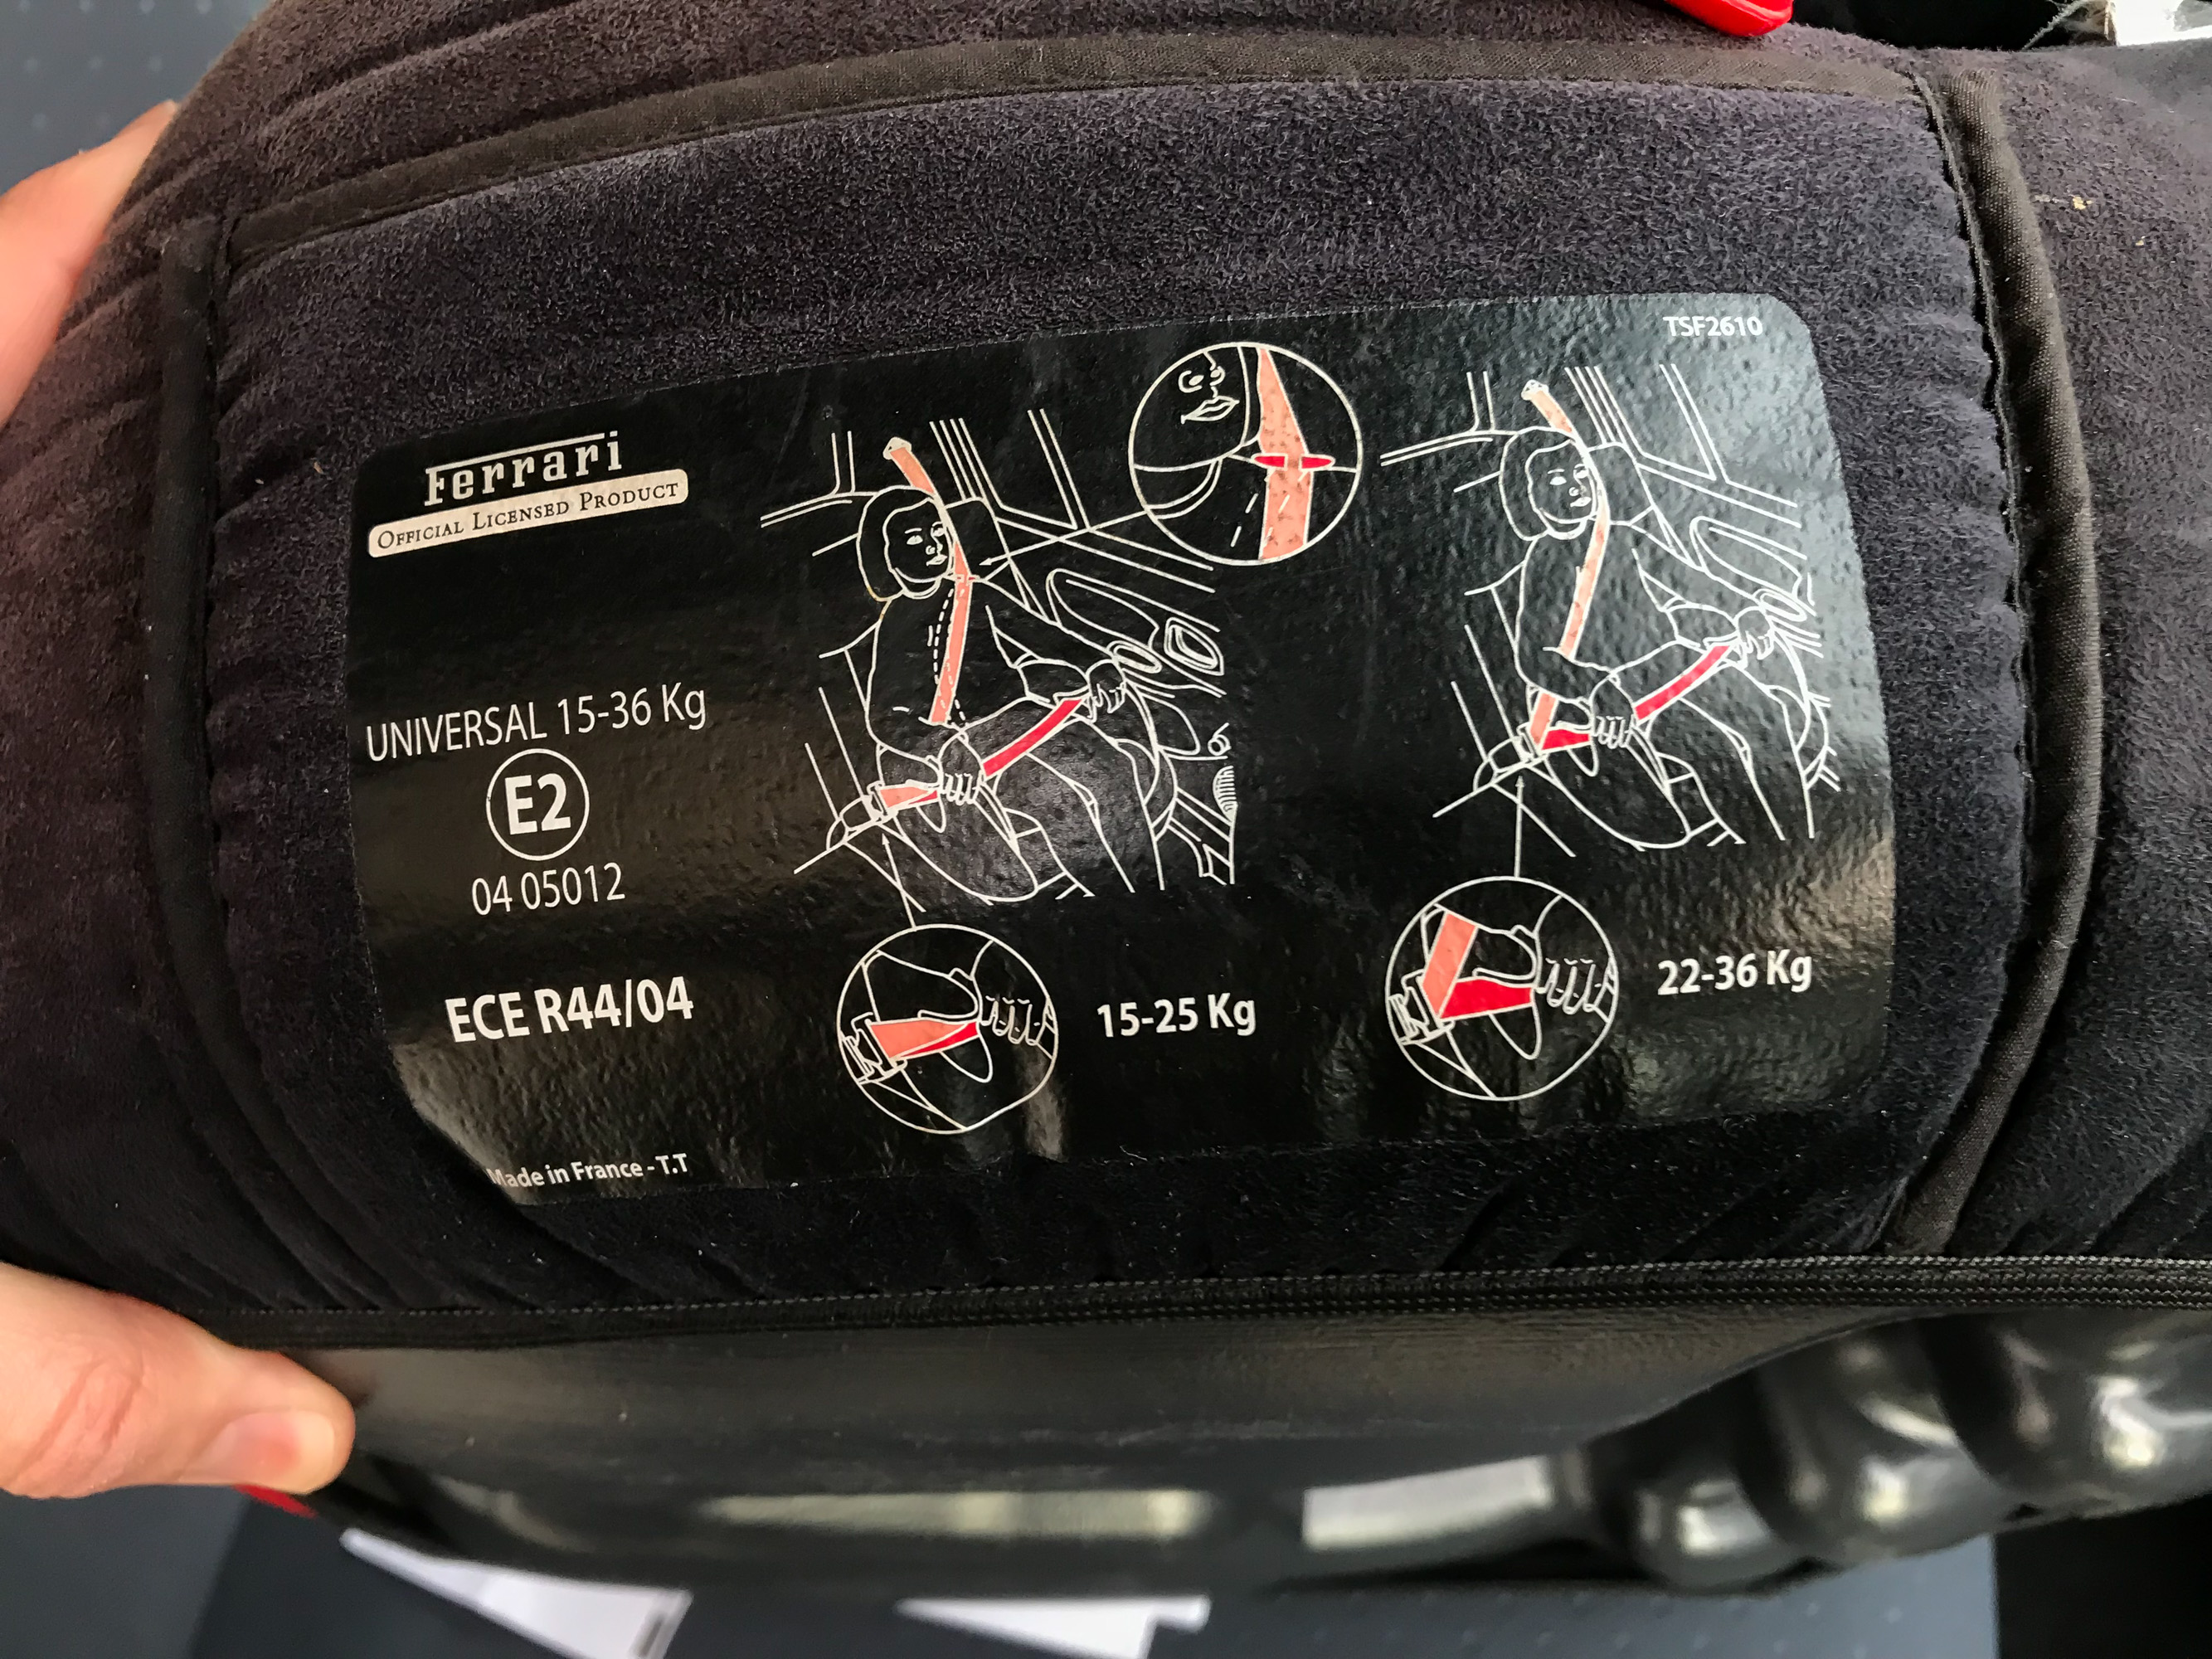 TSF2610
Ferrari
OFFICIAL LICENSED PRODUCT
UNIVERSAL 15-36 Kg
E2
04 05012
ECE R44/04
15-25 Kg
22-36 Kg
Made in France - T.T